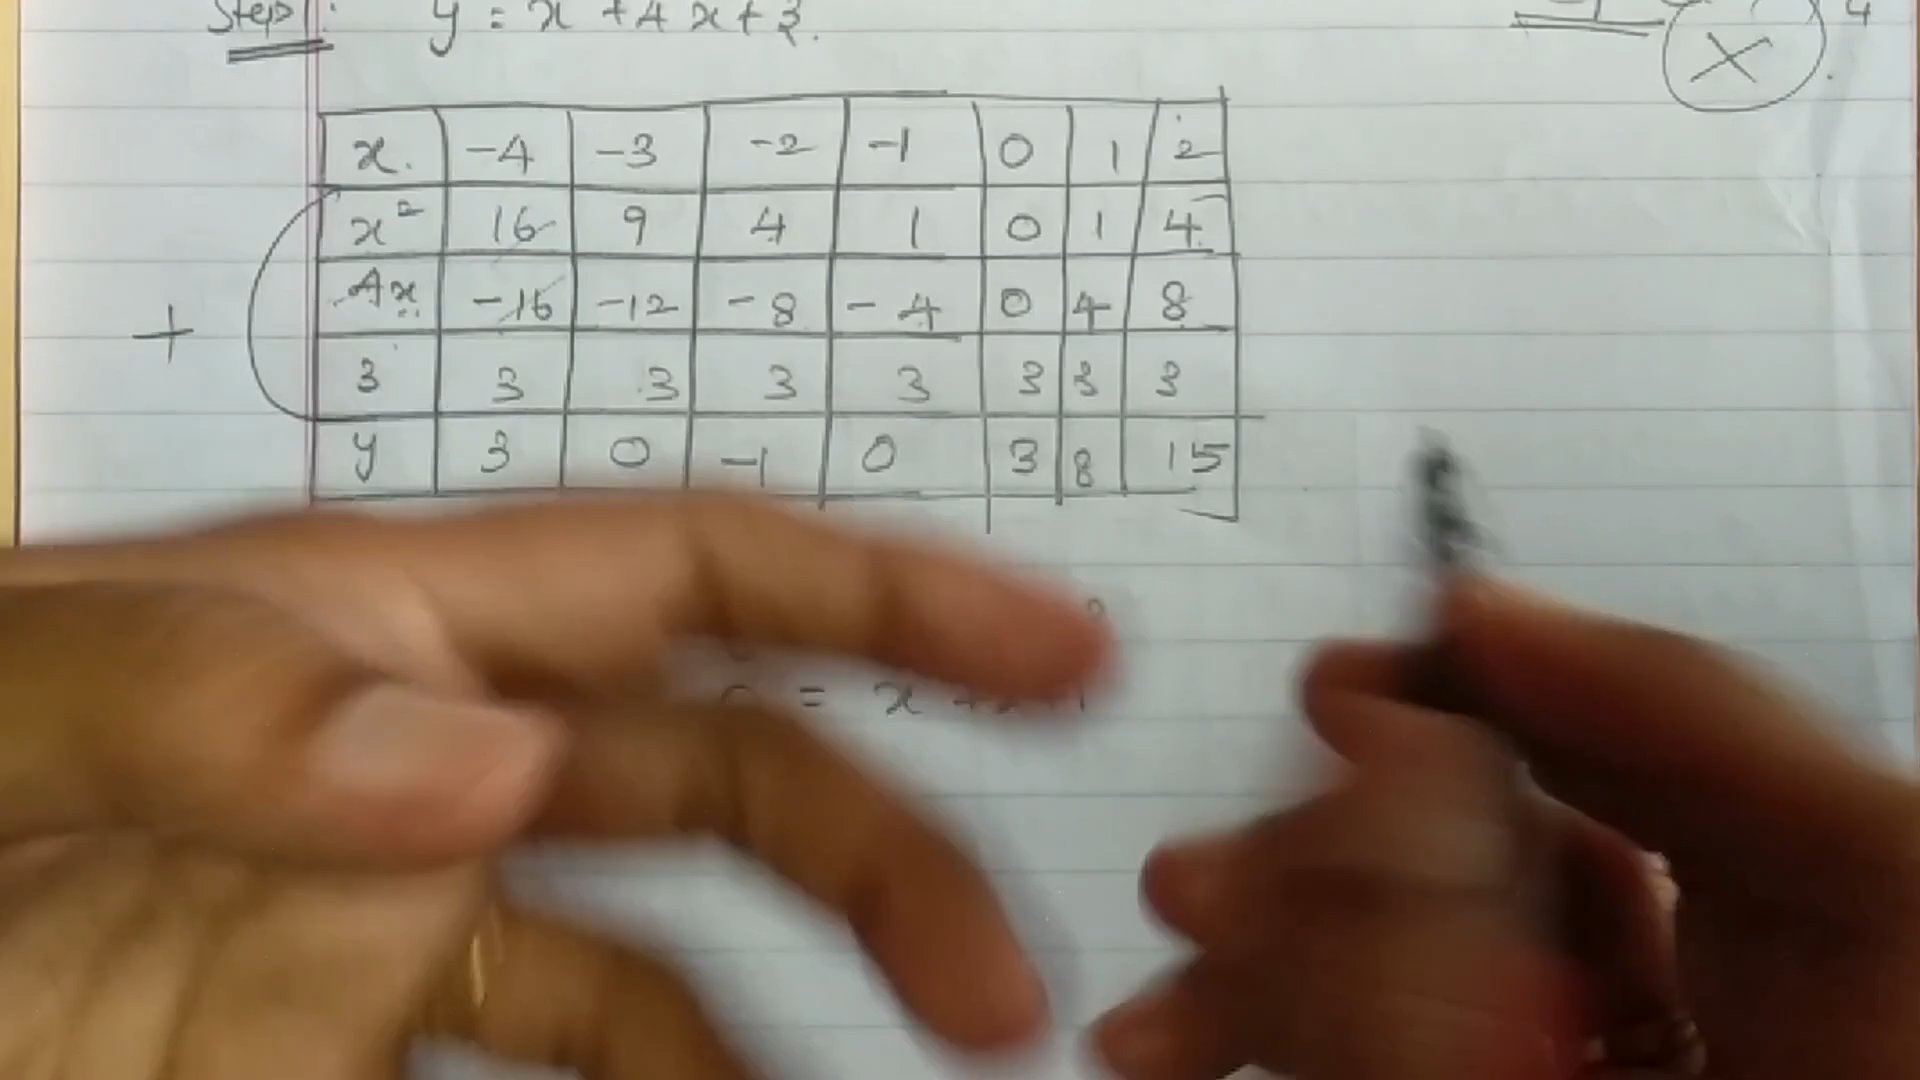 Step 1: y = x + 4x + 3.
x. -4 -3 -2 -1 0 1 2
x² 16 9 4 1 0 1 4
4x -16 -12 -8 -4 0 4 8
+
3 3 3 3 3 3 3 3
y 3 0 -1 0 3 8 15
= x +